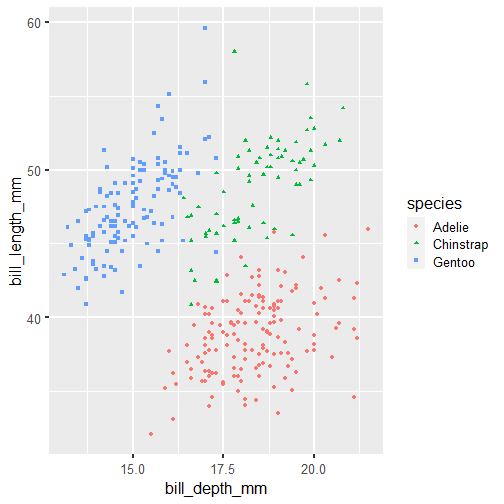 60
50
40
bill_length_mm
15.0 17.5 20.0
bill_depth_mm
species
Adelie
Chinstrap
Gentoo